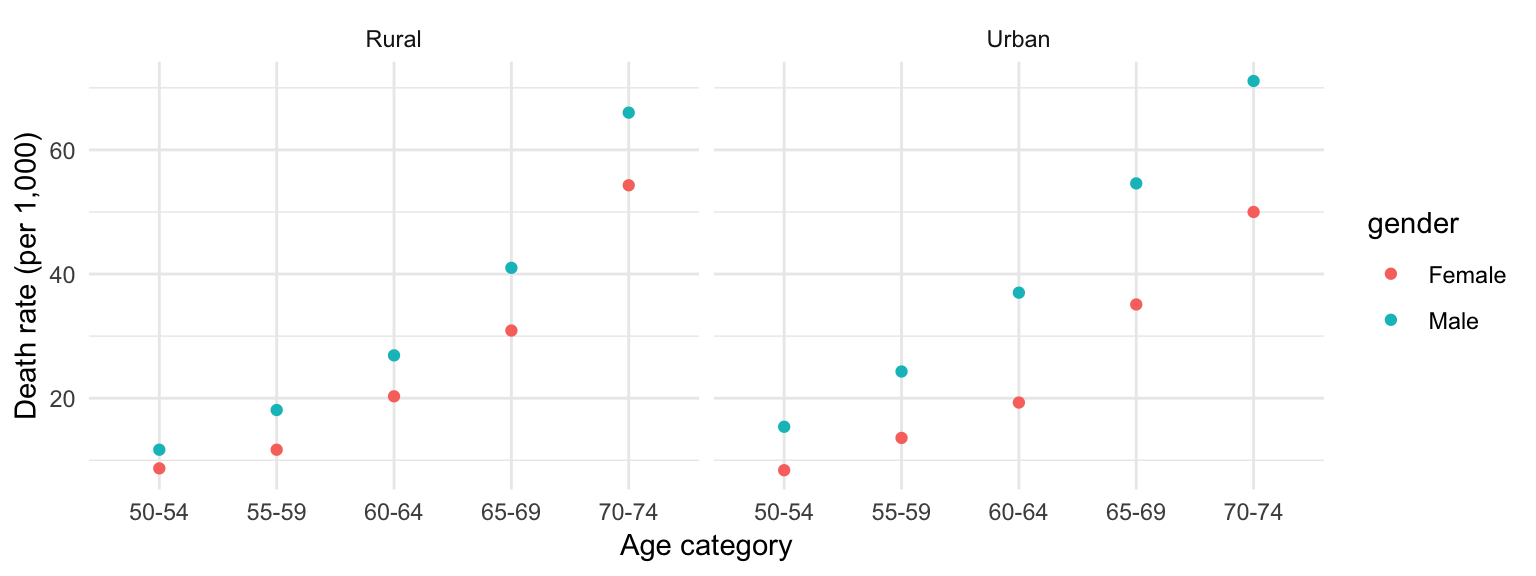 Rural
Urban
Death rate (per 1,000)
60
40
20
50-54 55-59 60-64 65-69 70-74
50-54 55-59 60-64 65-69 70-74
Age category
gender
Female
Male